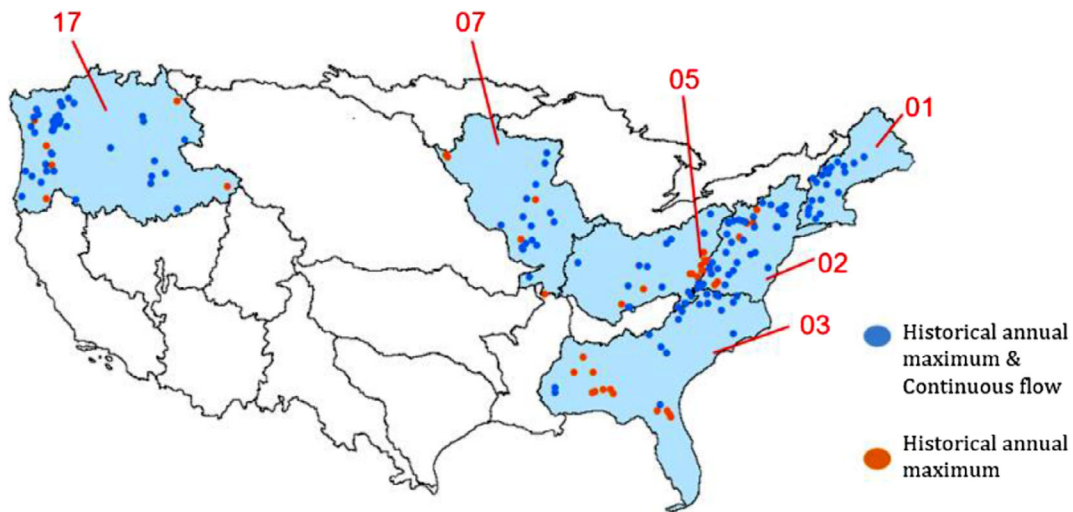 17
07
05
01
02
03
Historical annual
maximum &
Continuous flow
Historical annual
maximum